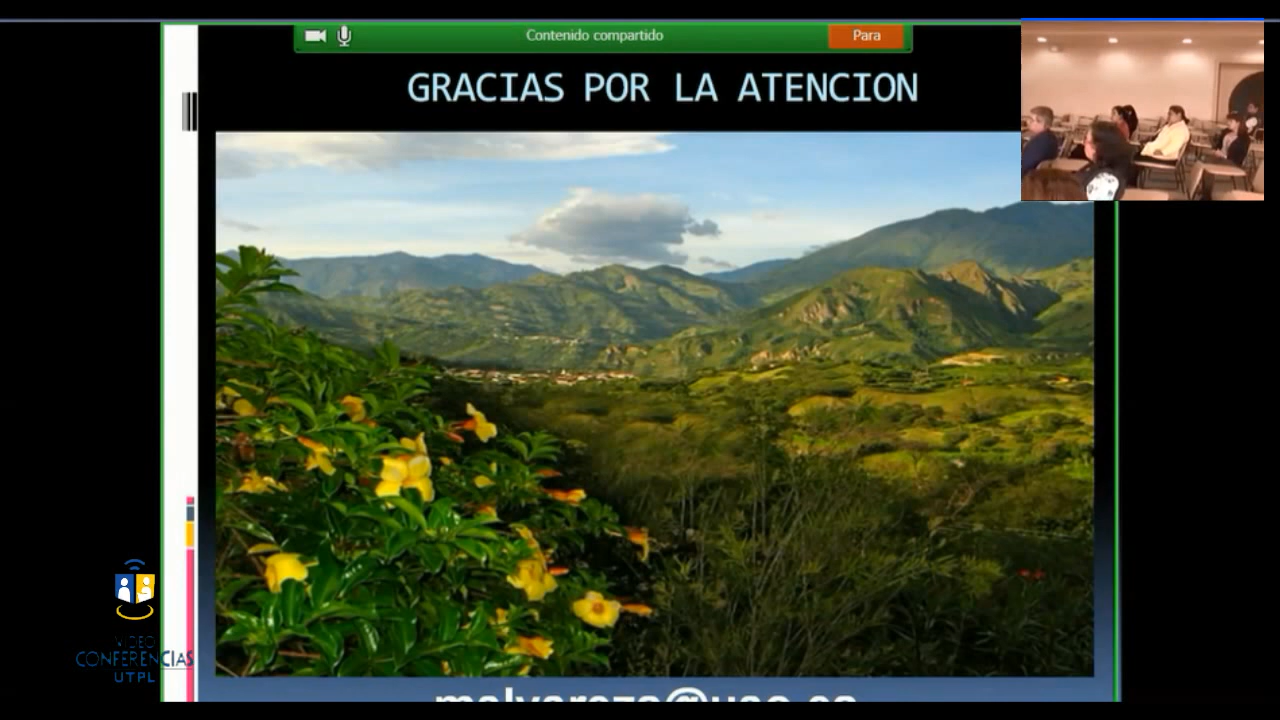 Contenido compartido
Para
GRACIAS POR LA ATENCION
VIDEO
CONFERENCIAS
UTPL